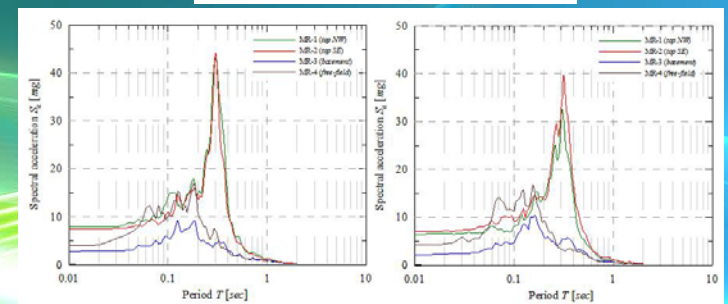 50
40
30
20
10
0
Spectral acceleration Sa [mg]
MR-1 (top NW)
MR-2 (top SE)
MR-3 (basement)
MR-4 (free-field)
0.01 0.1 1 10
Period T [sec]
50
40
30
20
10
0
Spectral acceleration Sa [mg]
MR-1 (top NW)
MR-2 (top SE)
MR-3 (basement)
MR-4 (free-field)
0.01 0.1 1 10
Period T [sec]